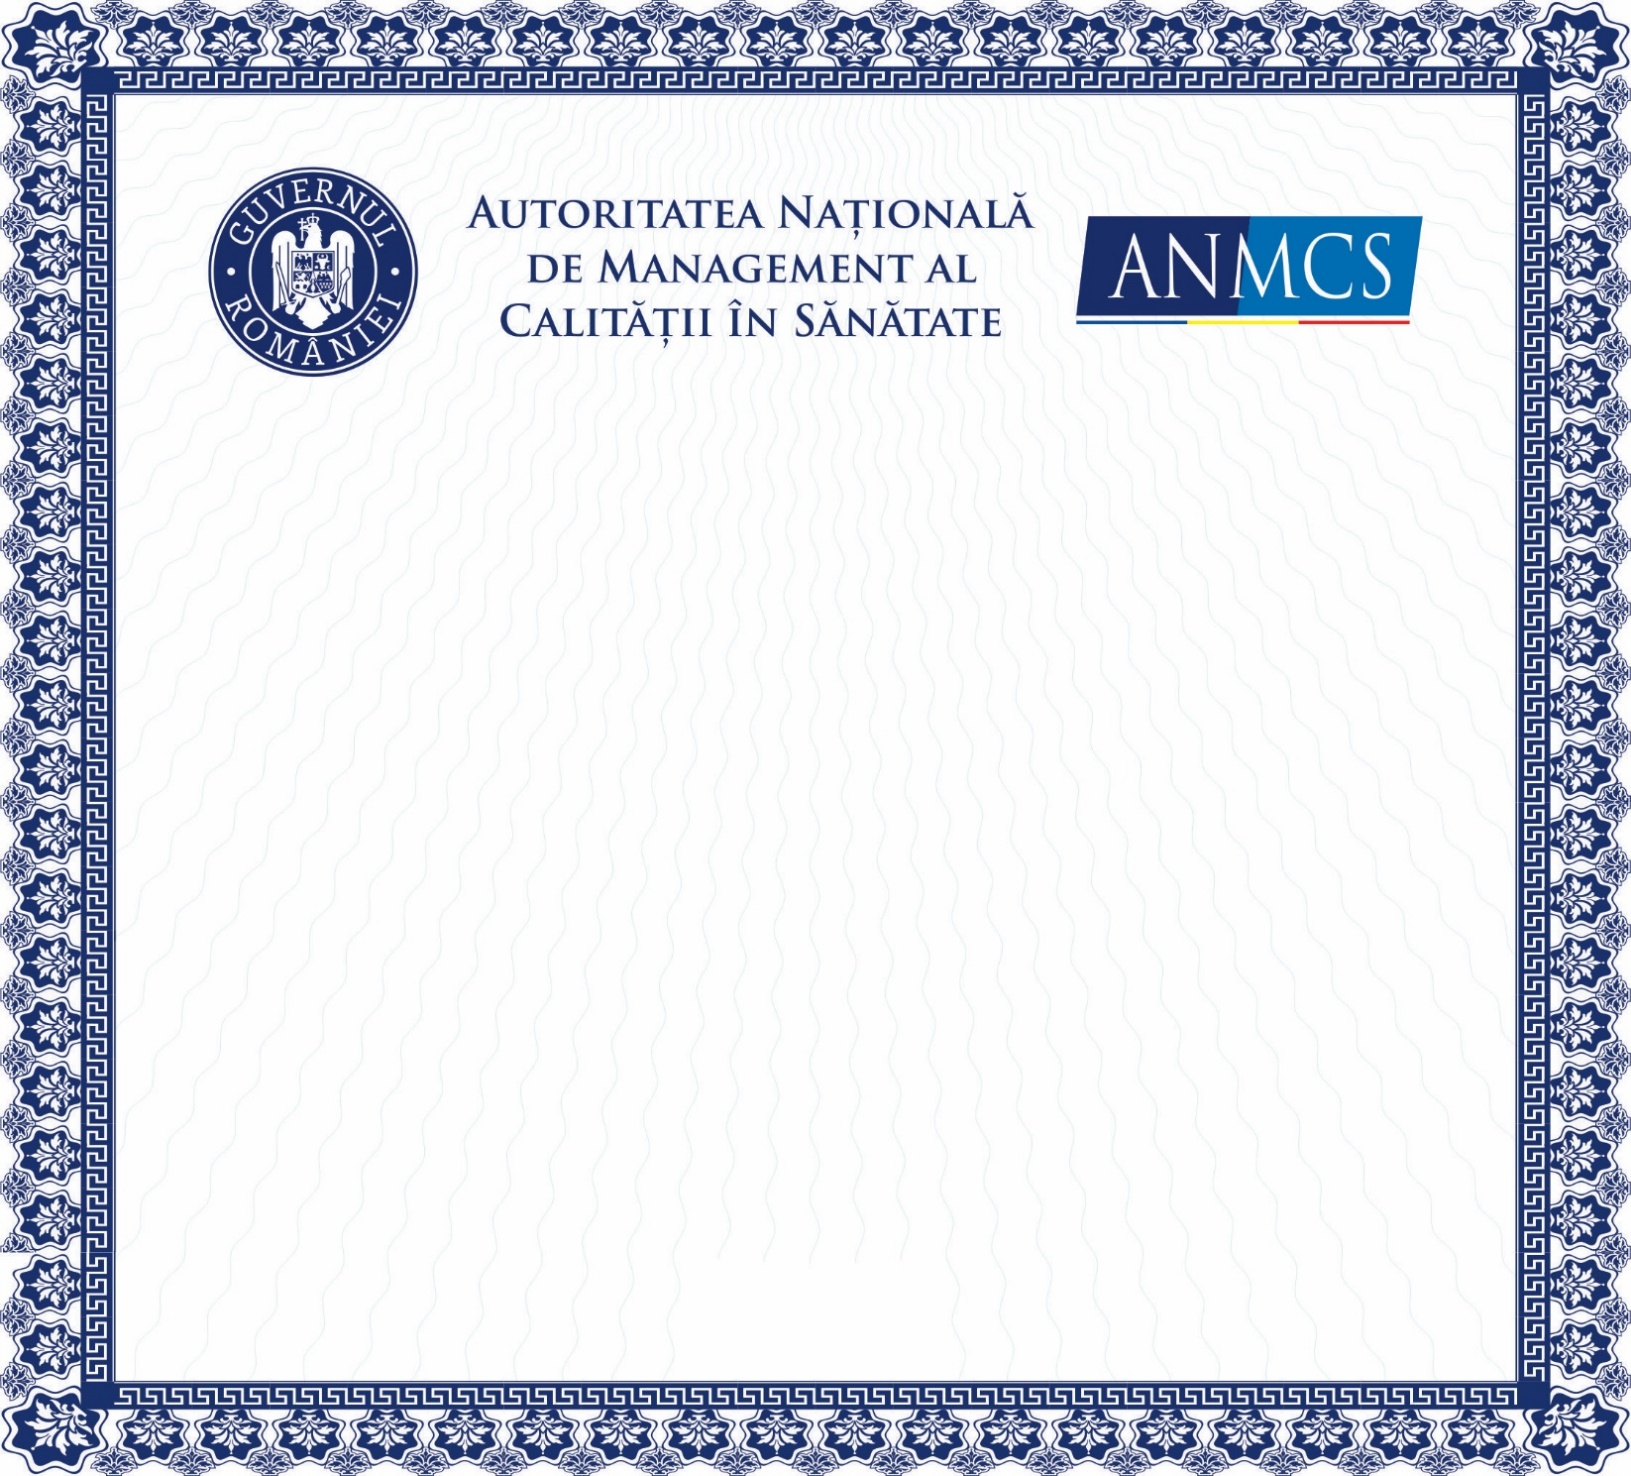 GUVERNUL
ROMÂNIEI
AUTORITATEA NAȚIONALĂ
DE MANAGEMENT AL
CALITĂȚII ÎN SĂNĂTATE
ANMCS